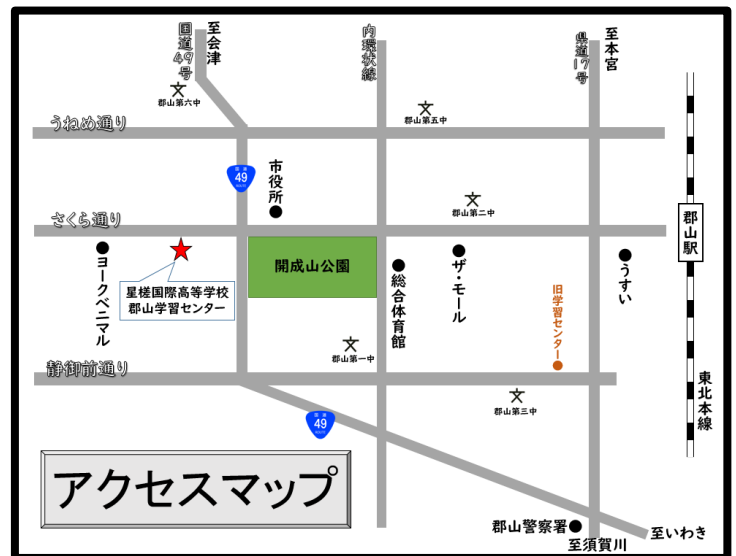 国道49号
至会津
内環状線
県道17号
至本宮
郡山第六中
郡山第五中
うねめ通り
国道
49
ROUTE
市役所
郡山第二中
さくら通り
郡山駅
ヨークベニマル
星槎国際高等学校
郡山学習センター
開成山公園
総合体育館
ザ・モール
うすい
旧学習センター
郡山第一中
静御前通り
郡山第三中
東北本線
国道
49
ROUTE
アクセスマップ
郡山警察署
至いわき
至須賀川